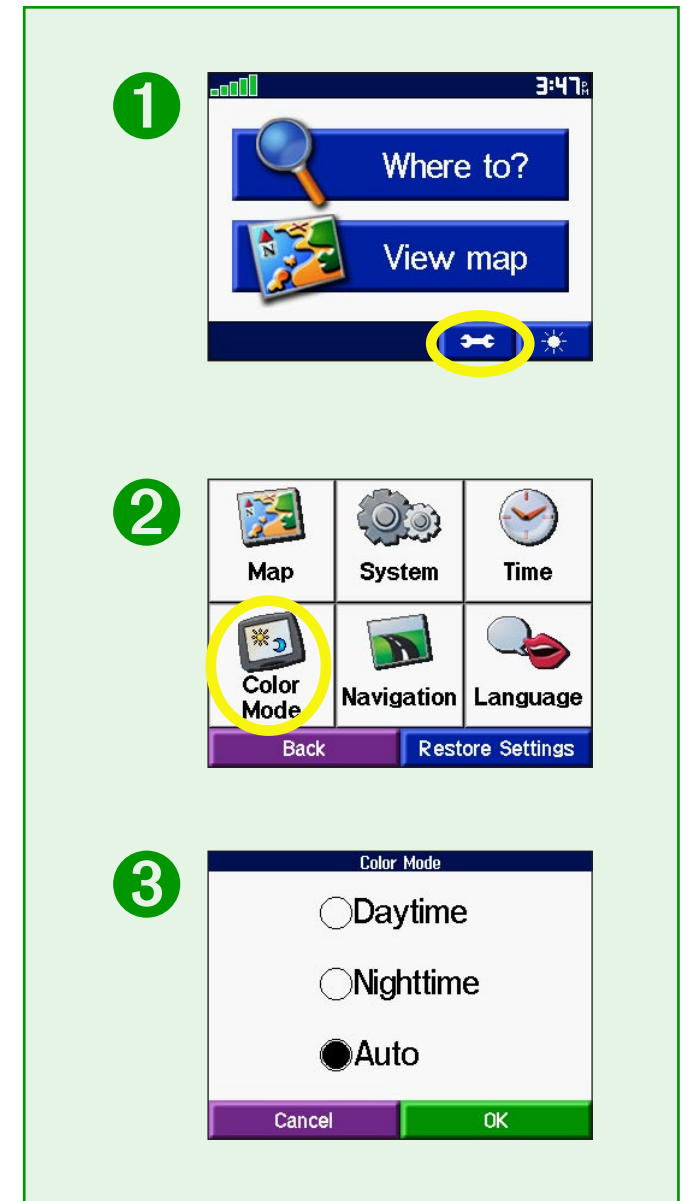 1
3:47 PM
Where to?
N
View map
2
N
Map System Time
Color
Mode Navigation Language
Back Restore Settings
3
Color Mode
Daytime
Nighttime
Auto
Cancel OK